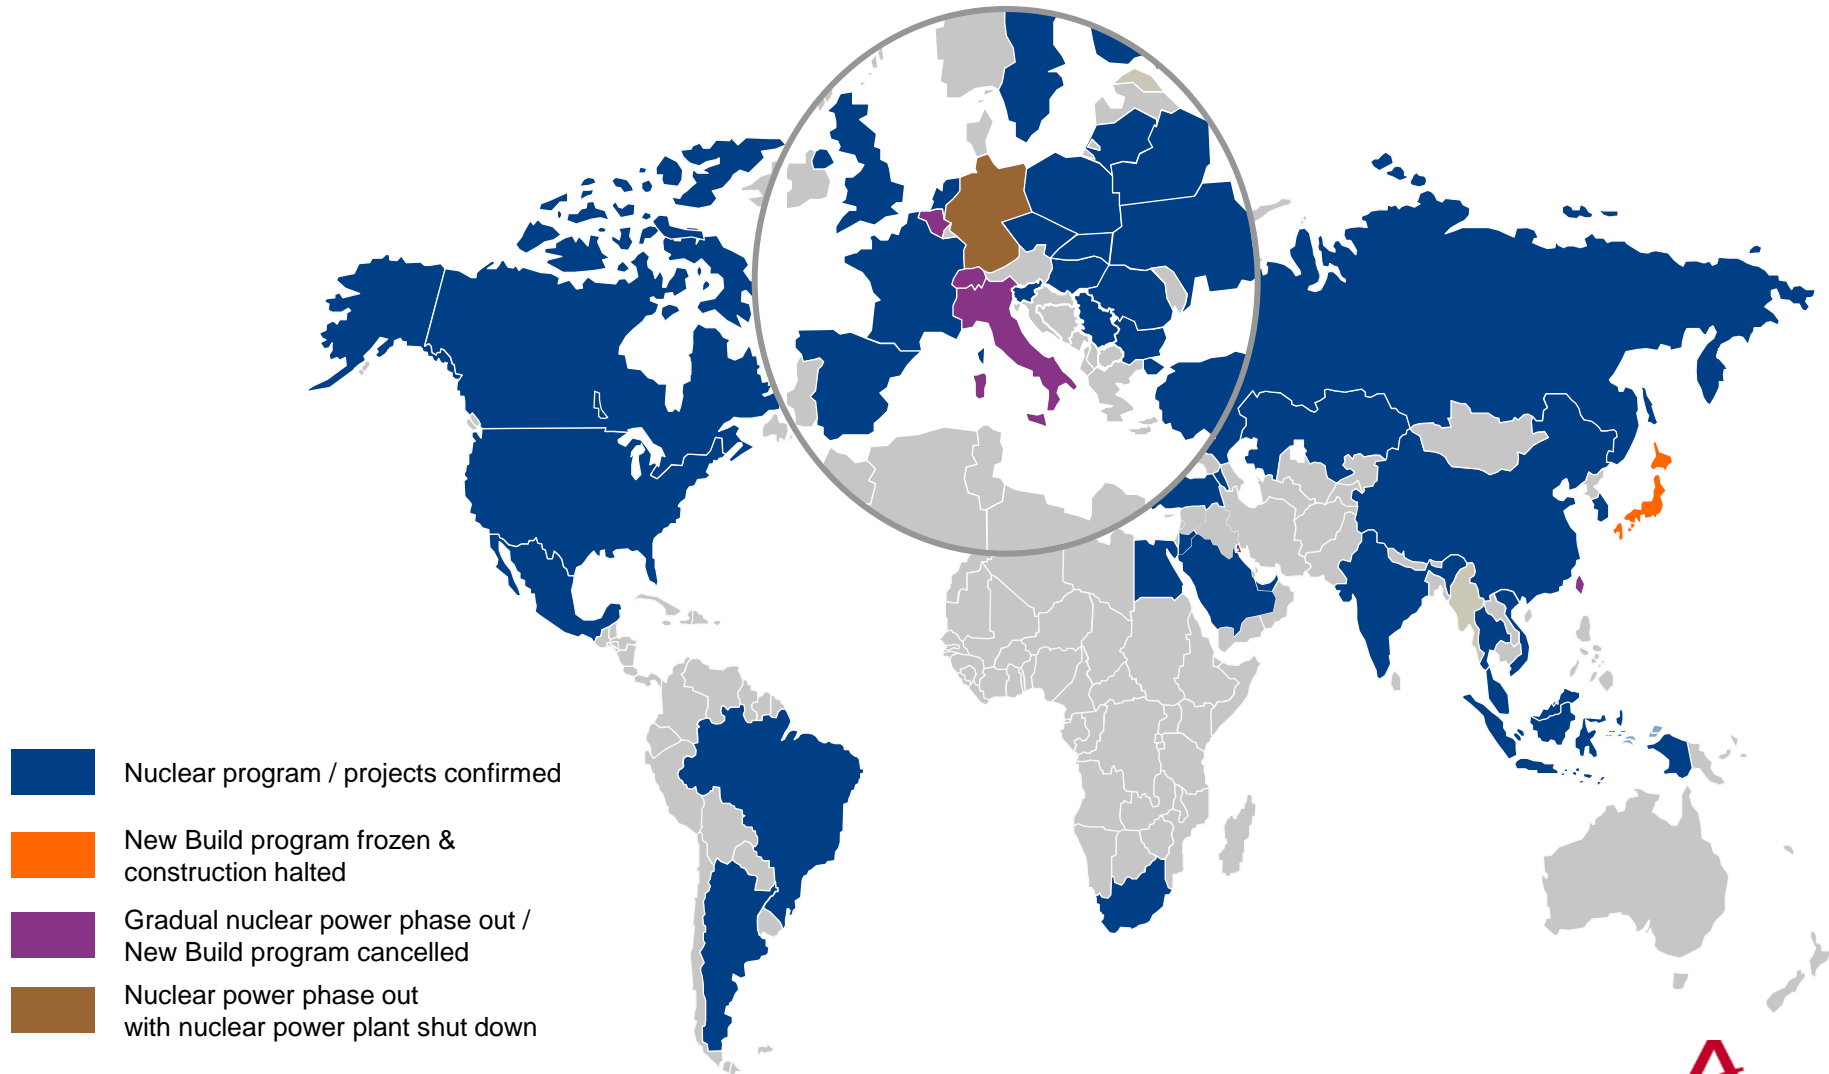 Nuclear program / projects confirmed
New Build program frozen &
construction halted
Gradual nuclear power phase out /
New Build program cancelled
Nuclear power phase out
with nuclear power plant shut down